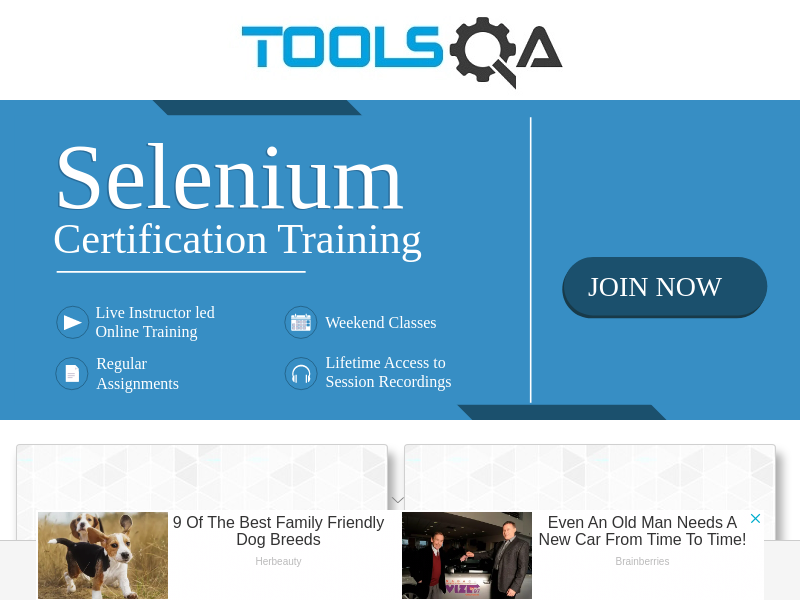 TOOLSQA
Selenium
Certification Training
JOIN NOW
Live Instructor led
Online Training
Weekend Classes
Regular
Assignments
Lifetime Access to
Session Recordings
9 Of The Best Family Friendly
Dog Breeds
Herbeauty
Even An Old Man Needs A
New Car From Time To Time!
Brainberries